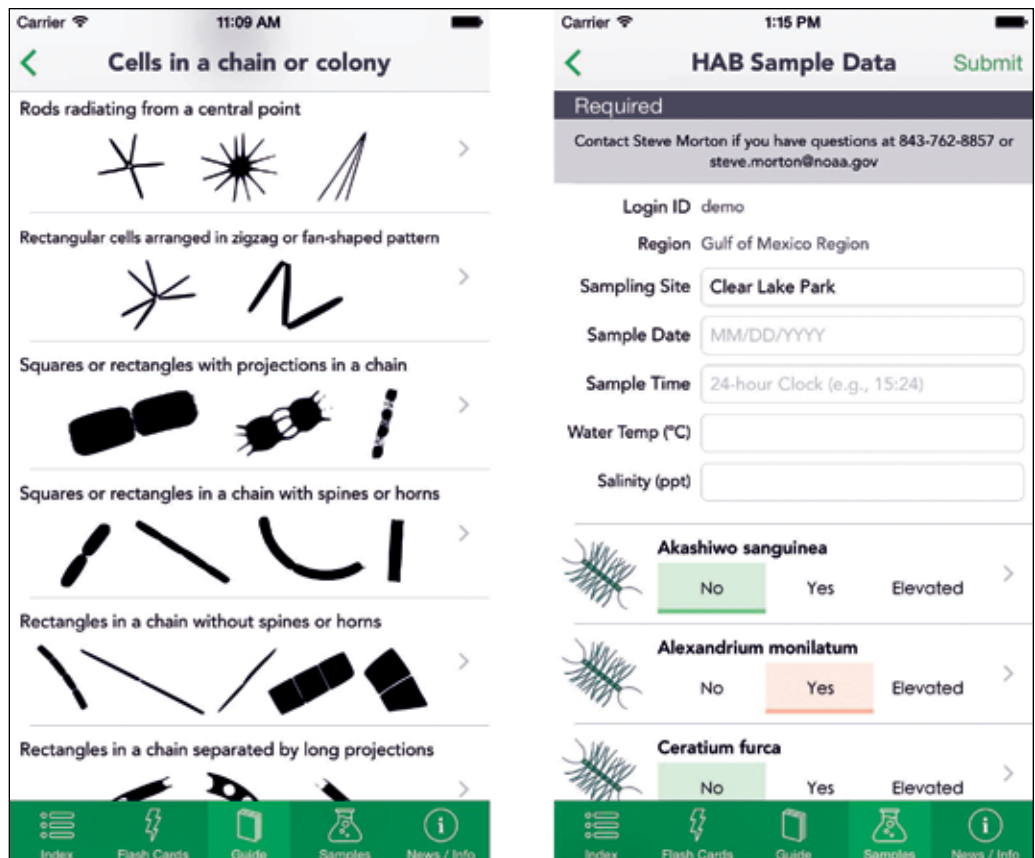 Carrier
11:09 AM
Cells in a chain or colony
Rods radiating from a central point
Rectangular cells arranged in zigzag or fan-shaped pattern
Squares or rectangles with projections in a chain
Squares or rectangles in a chain with spines or horns
Rectangles in a chain without spines or horns
Rectangles in a chain separated by long projections
Index
Flash Cards
Guide
Samples
News / Info
Carrier
1:15 PM
HAB Sample Data
Submit
Required
Contact Steve Morton if you have questions at 843-762-8857 or
steve.morton@noaa.gov
Login ID demo
Region Gulf of Mexico Region
Sampling Site Clear Lake Park
Sample Date MM/DD/YYYY
Sample Time 24-hour Clock (e.g., 15:24)
Water Temp (ºC)
Salinity (ppt)
Akashiwo sanguinea
No Yes Elevated
Alexandrium monilatum
No Yes Elevated
Ceratium furca
No Yes Elevated
Index
Flash Cards
Guide
Samples
News / Info